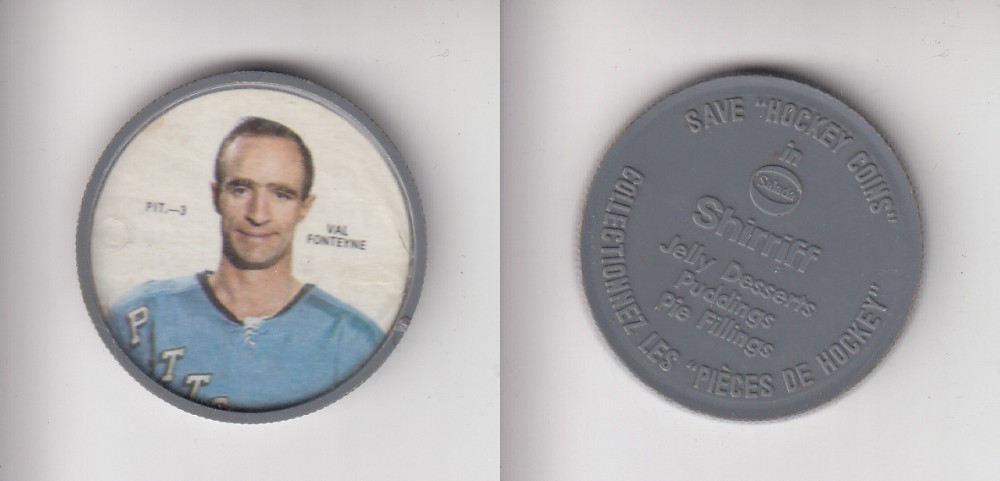 PIT.—3
VAL
FONTEYNE
PITTS
SAVE "HOCKEY COINS"
in
Salada
Shirriff
Jelly Desserts
Puddings
Pie Fillings
COLLECTIONNEZ LES "PIÈCES DE HOCKEY"